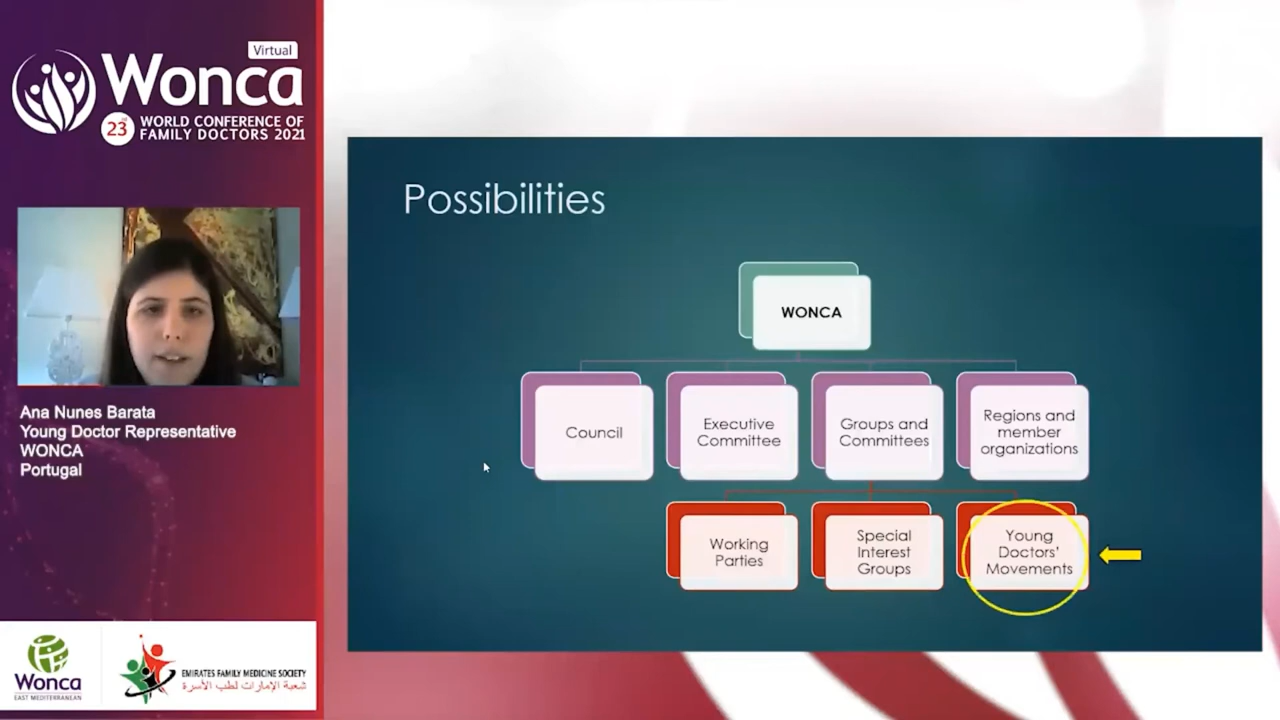 Virtual
Wonca
23rd WORLD CONFERENCE OF
FAMILY DOCTORS 2021
Ana Nunes Barata
Young Doctor Representative
WONCA
Portugal
Wonca
EAST MEDITERRANEAN
EMIRATES FAMILY MEDICINE SOCIETY
شعبة الإمارات لطب الأسرة
Possibilities
WONCA
Council
Executive
Committee
Groups and
Committees
Regions and
member
organizations
Working
Parties
Special
Interest
Groups
Young
Doctors'
Movements